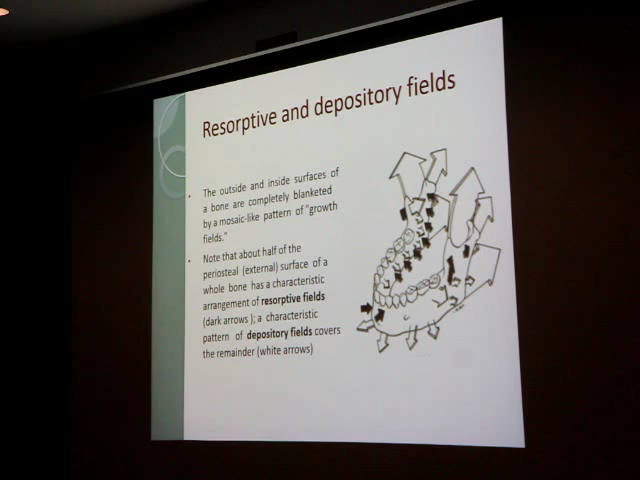 Resorptive and depository fields
The outside and inside surfaces of
a bone are completely blanketed
by a mosaic-like pattern of "growth
fields."
Note that about half of the
periosteal (external) surface of a
whole bone has a characteristic
arrangement of resorptive fields
(dark arrows ); a characteristic
pattern of depository fields covers
the remainder (white arrows)